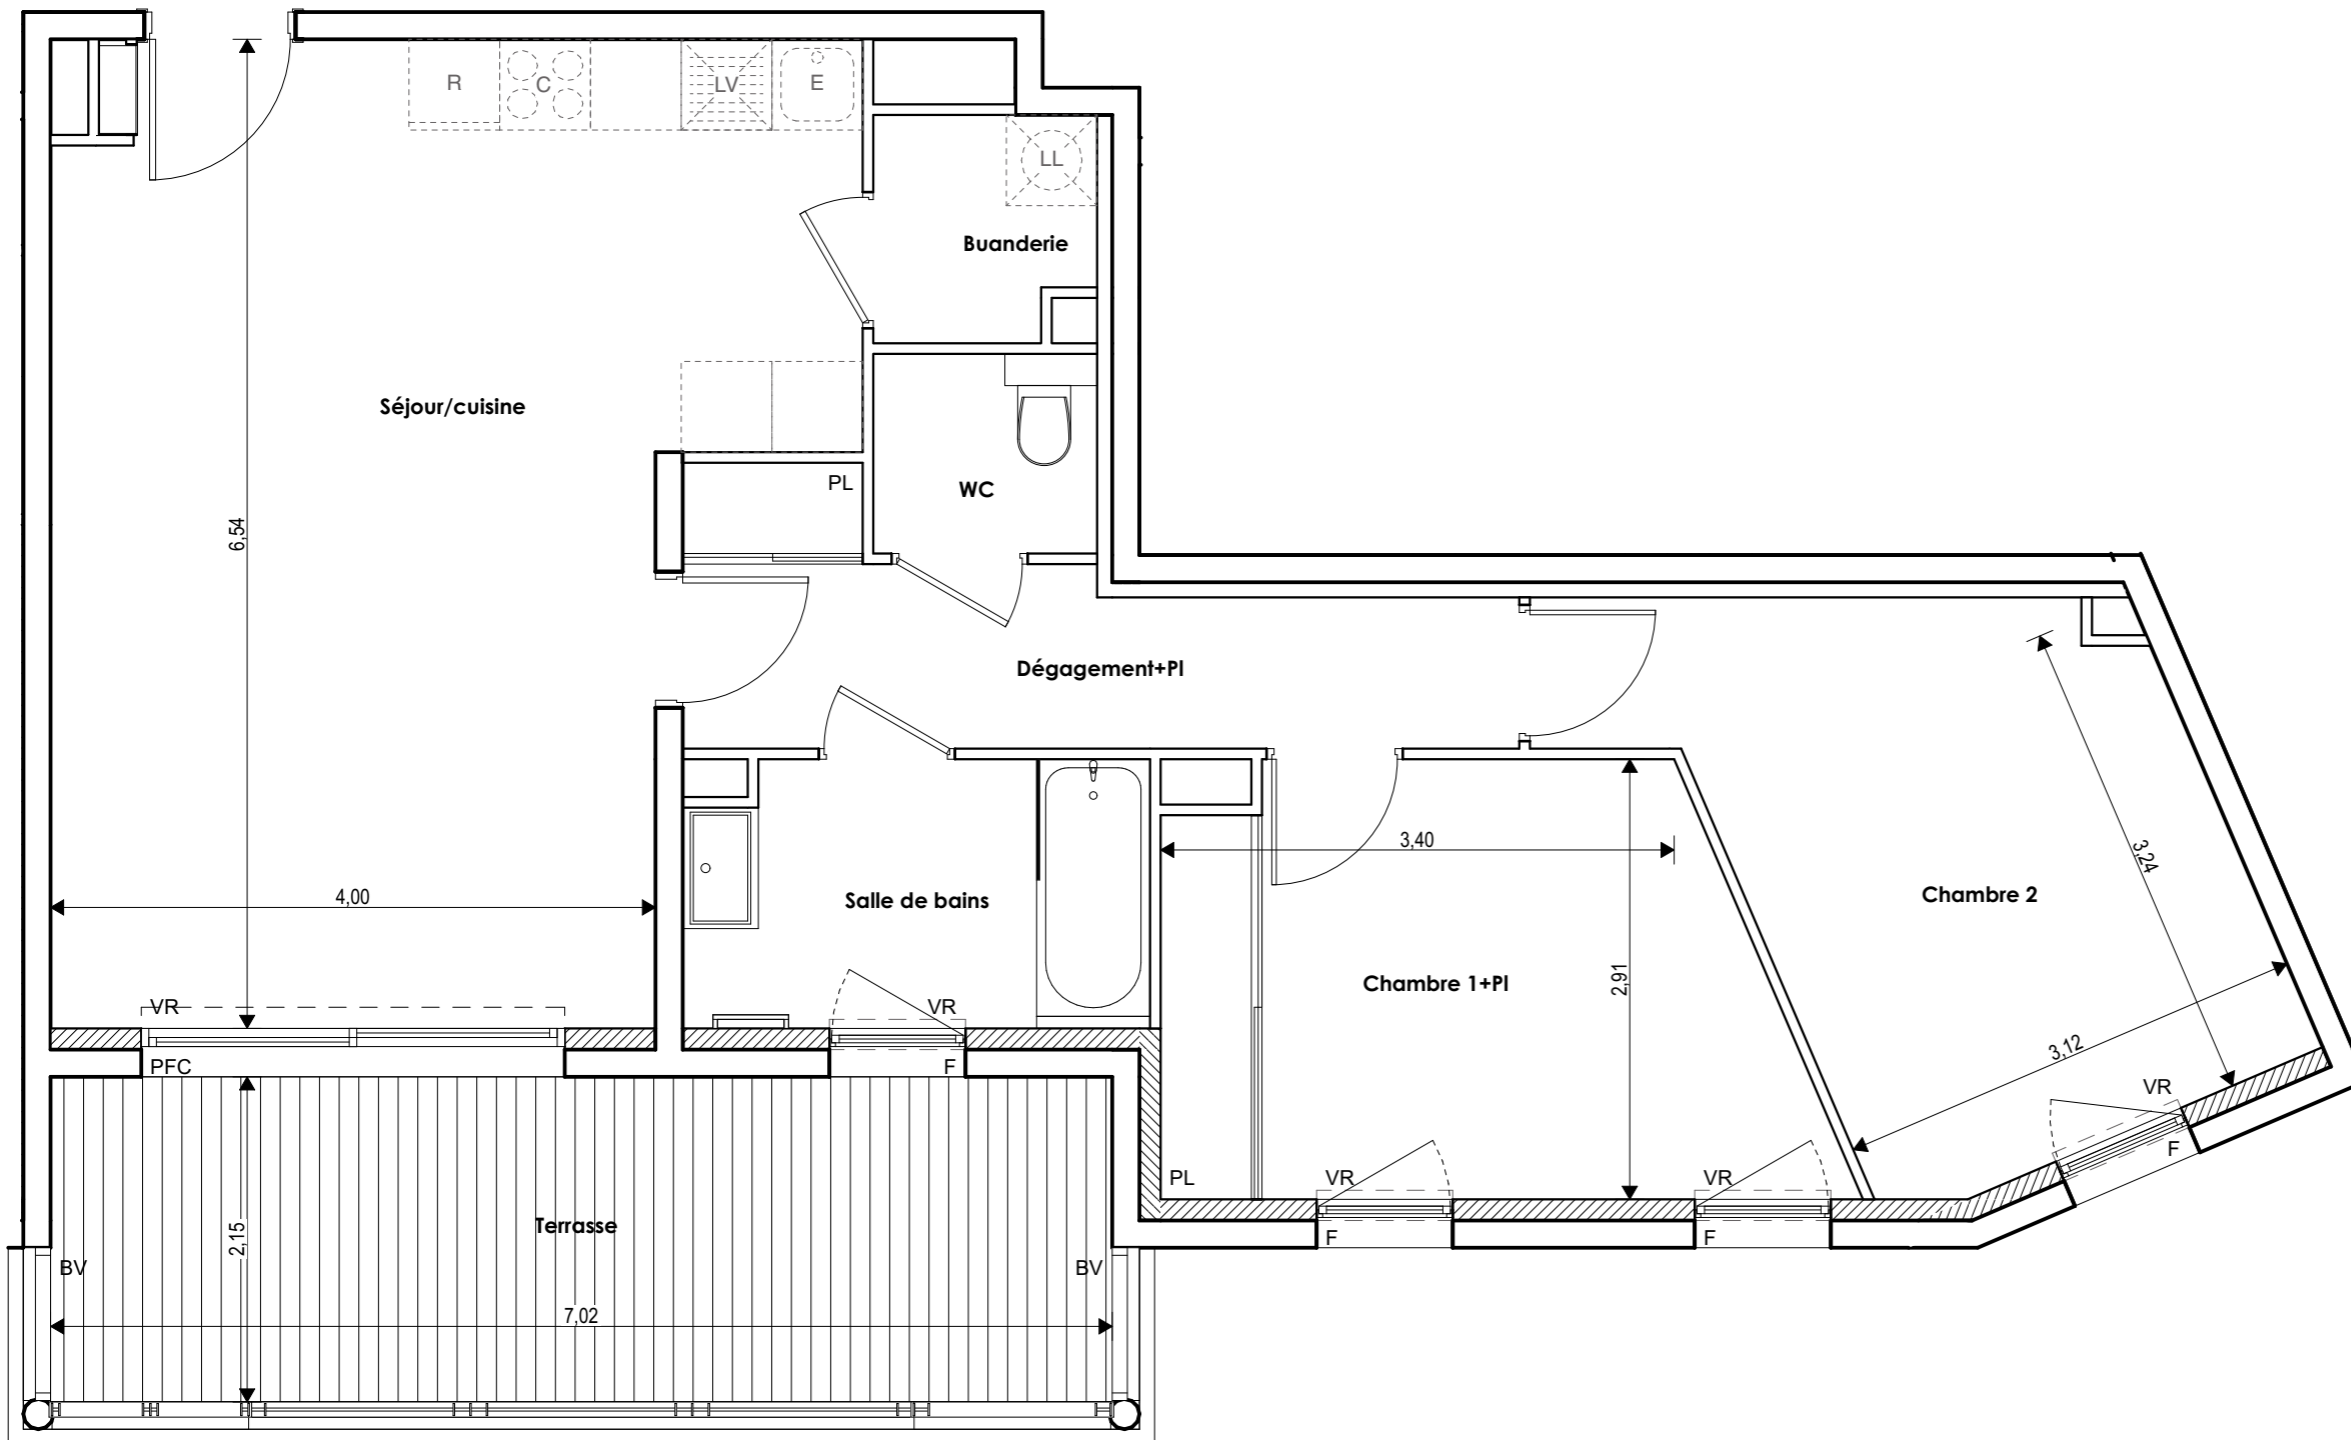 R
C
LV
E
LL
Buanderie
Séjour/cuisine
PL
WC
6,54
Dégagement+Pl
3,40
3,24
4,00
Salle de bains
Chambre 2
2,91
Chambre 1+Pl
VR
VR
3,12
PFC
F
VR
PL
VR
VR
F
2,15
Terrasse
F
F
BV
BV
7,02